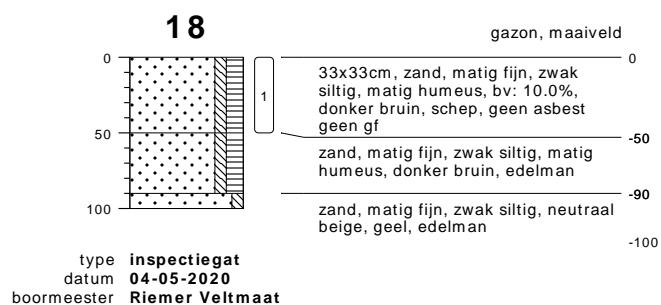 18
gazon, maaiveld
0
0
33x33cm, zand, matig fijn, zwak
siltig, matig humeus, bv: 10.0%,
donker bruin, schep, geen asbest
geen gf
1
50
-50
zand, matig fijn, zwak siltig, matig
humeus, donker bruin, edelman
-90
zand, matig fijn, zwak siltig, neutraal
beige, geel, edelman
100
-100
type inspectiegat
datum 04-05-2020
boormeester Riemer Veltmaat